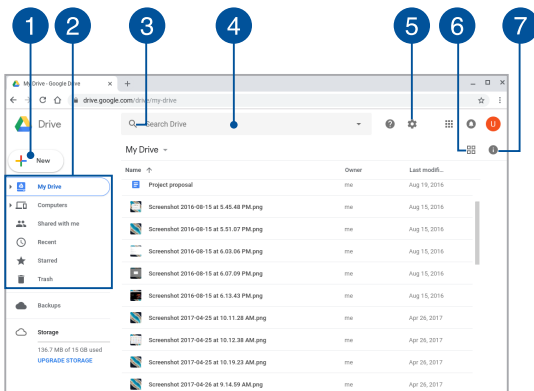 1 2 3 4 5 6 7
My Drive - Google Drive
drive.google.com/drive/my-drive
Drive
Search Drive
U
New
My Drive
Name Owner Last modifi...
My Drive
Project proposal me Aug 19, 2016
Computers
Screenshot 2016-08-15 at 5.45.48 PM.png me Aug 15, 2016
Shared with me
Screenshot 2016-08-15 at 5.51.07 PM.png me Aug 15, 2016
Recent
Screenshot 2016-08-15 at 6.03.06 PM.png me Aug 15, 2016
Starred
Screenshot 2016-08-15 at 6.07.09 PM.png me Aug 15, 2016
Trash
Screenshot 2016-08-15 at 6.13.43 PM.png me Aug 15, 2016
Backups
Screenshot 2017-04-25 at 10.11.28 AM.png me Apr 26, 2017
Storage
Screenshot 2017-04-25 at 10.12.38 AM.png me Apr 26, 2017
136.7 MB of 15 GB used
UPGRADE STORAGE
Screenshot 2017-04-25 at 10.19.23 AM.png me Apr 26, 2017
Screenshot 2017-04-26 at 9.14.59 AM.png me Apr 26, 2017